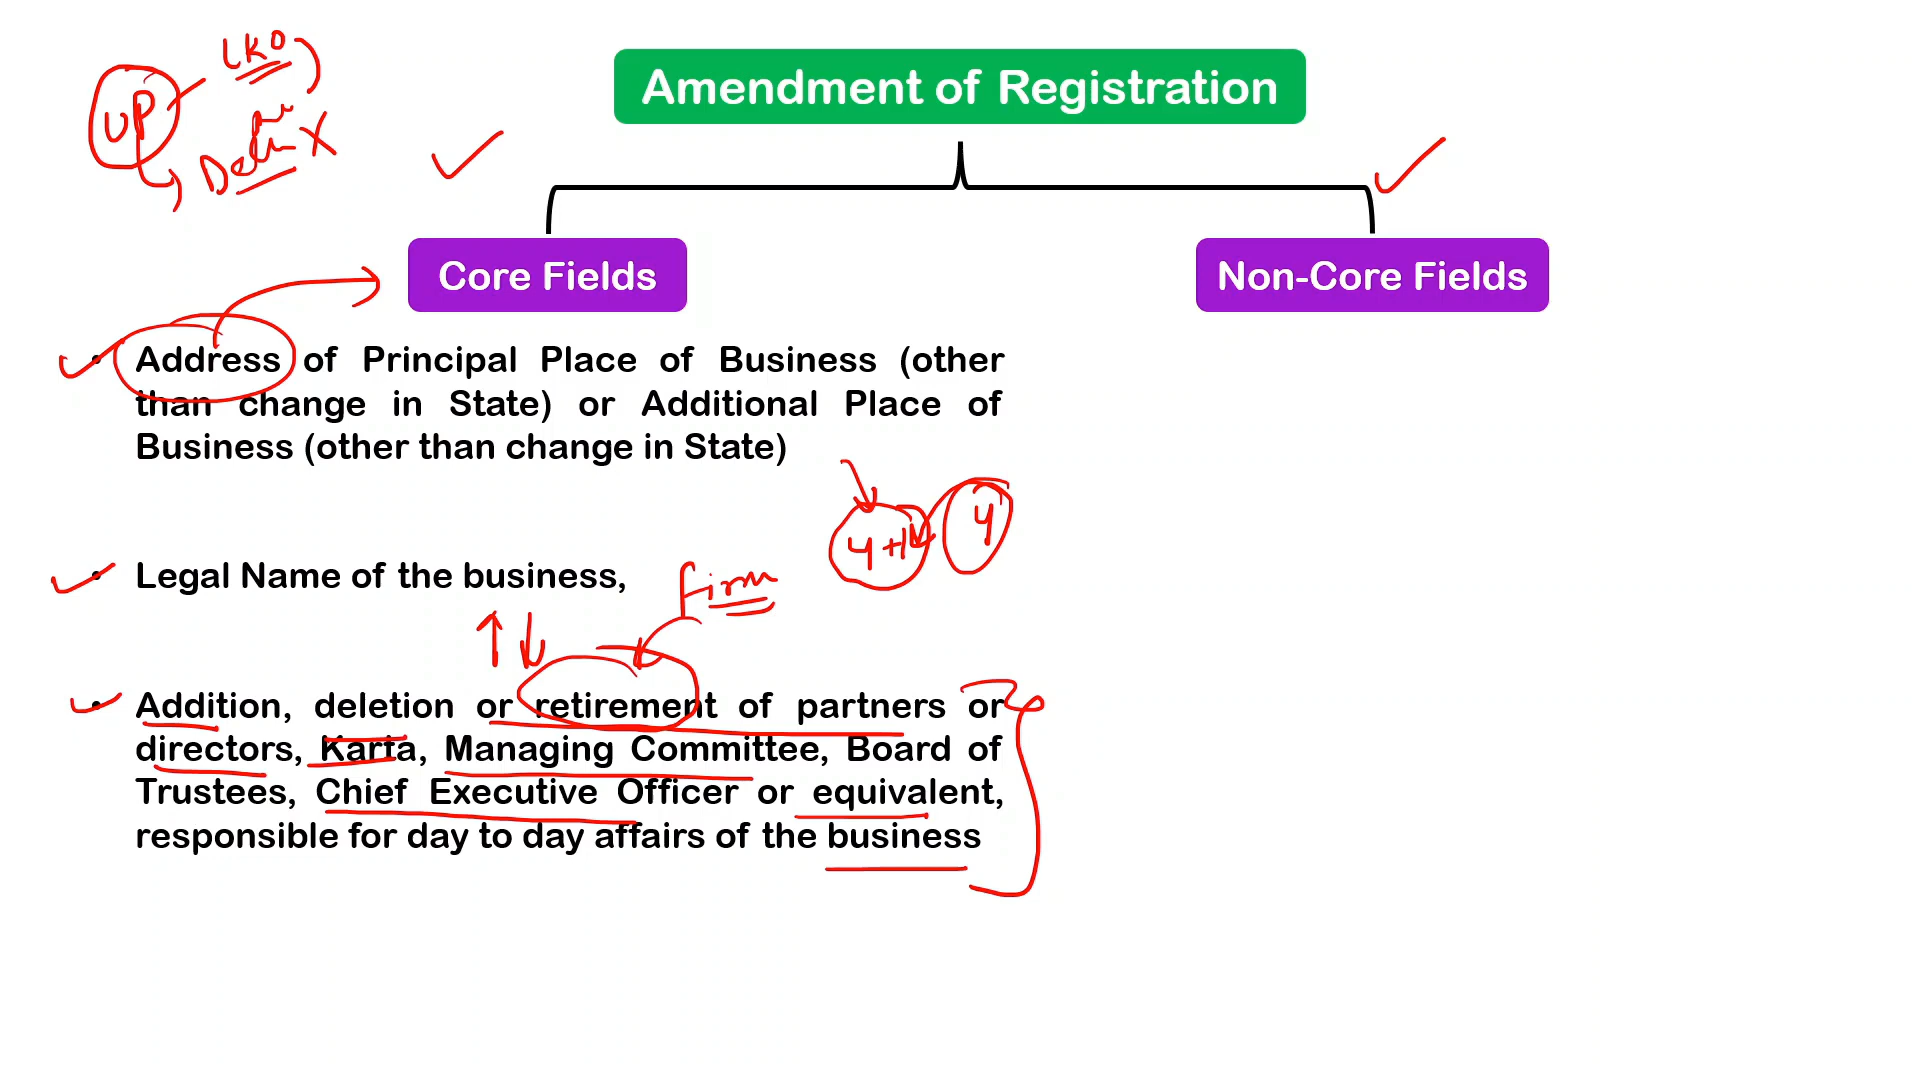 LKO
UP
Delhi X
Amendment of Registration
Core Fields
Non-Core Fields
• Address of Principal Place of Business (other
than change in State) or Additional Place of
Business (other than change in State)
4+1
4
• Legal Name of the business,
Firm
• Addition, deletion or retirement of partners or
directors, Karta, Managing Committee, Board of
Trustees, Chief Executive Officer or equivalent,
responsible for day to day affairs of the business